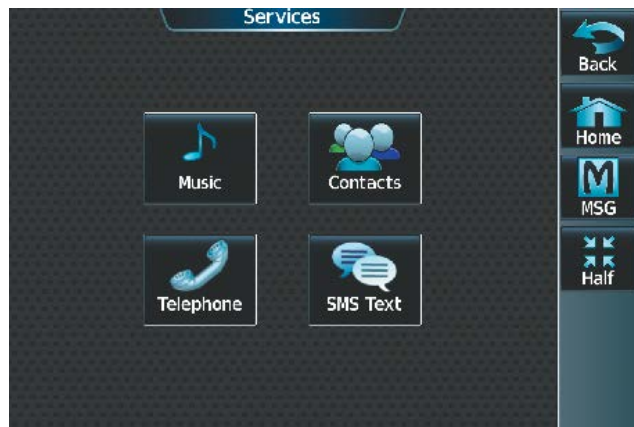 Services
Back
Home
MSG
Half
Music
Contacts
Telephone
SMS Text